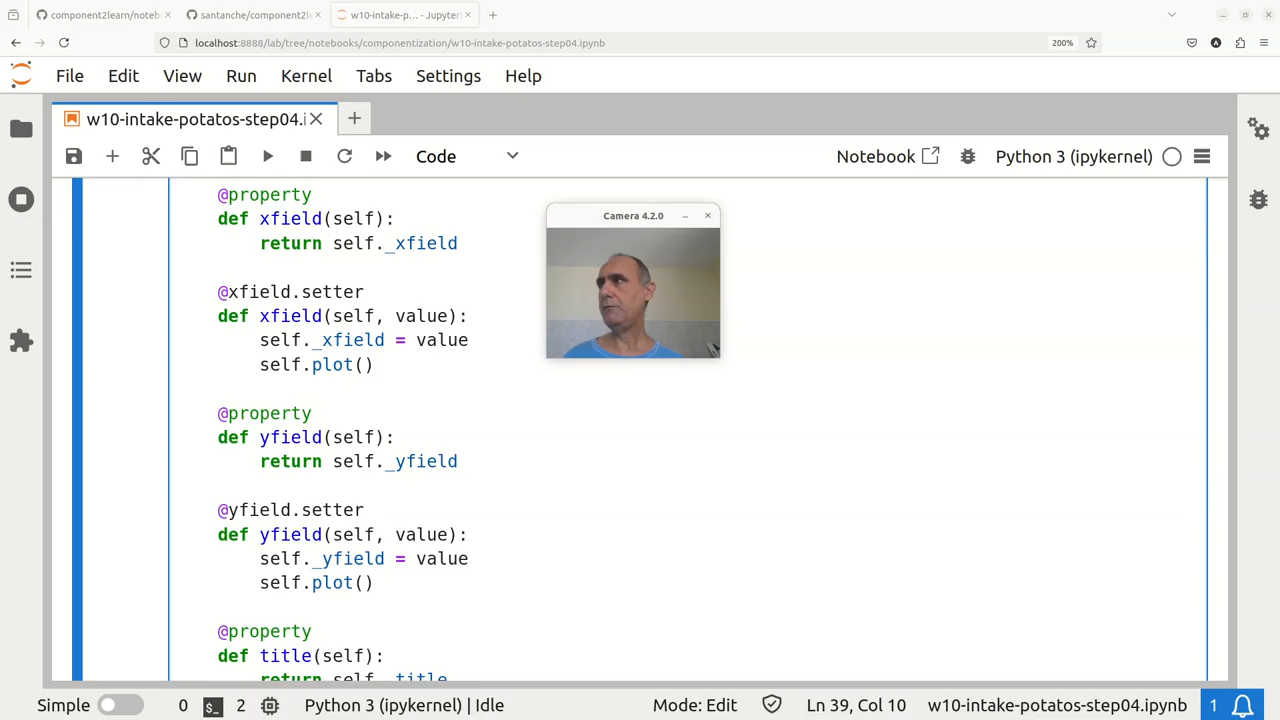 component2learn/noteb
santanche/component2l
w10-intake-p... - Jupyter
localhost:8888/lab/tree/notebooks/componentization/w10-intake-potatos-step04.ipynb
200%
File Edit View Run Kernel Tabs Settings Help
w10-intake-potatos-step04.i
Code
Notebook
Python 3 (ipykernel)
@property
def xfield(self):
return self._xfield
@xfield.setter
def xfield(self, value):
self._xfield = value
self.plot()
@property
def yfield(self):
return self._yfield
@yfield.setter
def yfield(self, value):
self._yfield = value
self.plot()
@property
def title(self):
return self._title
Camera 4.2.0
Simple 0 $_ 2 Python 3 (ipykernel) | Idle Mode: Edit Ln 39, Col 10 w10-intake-potatos-step04.ipynb 1